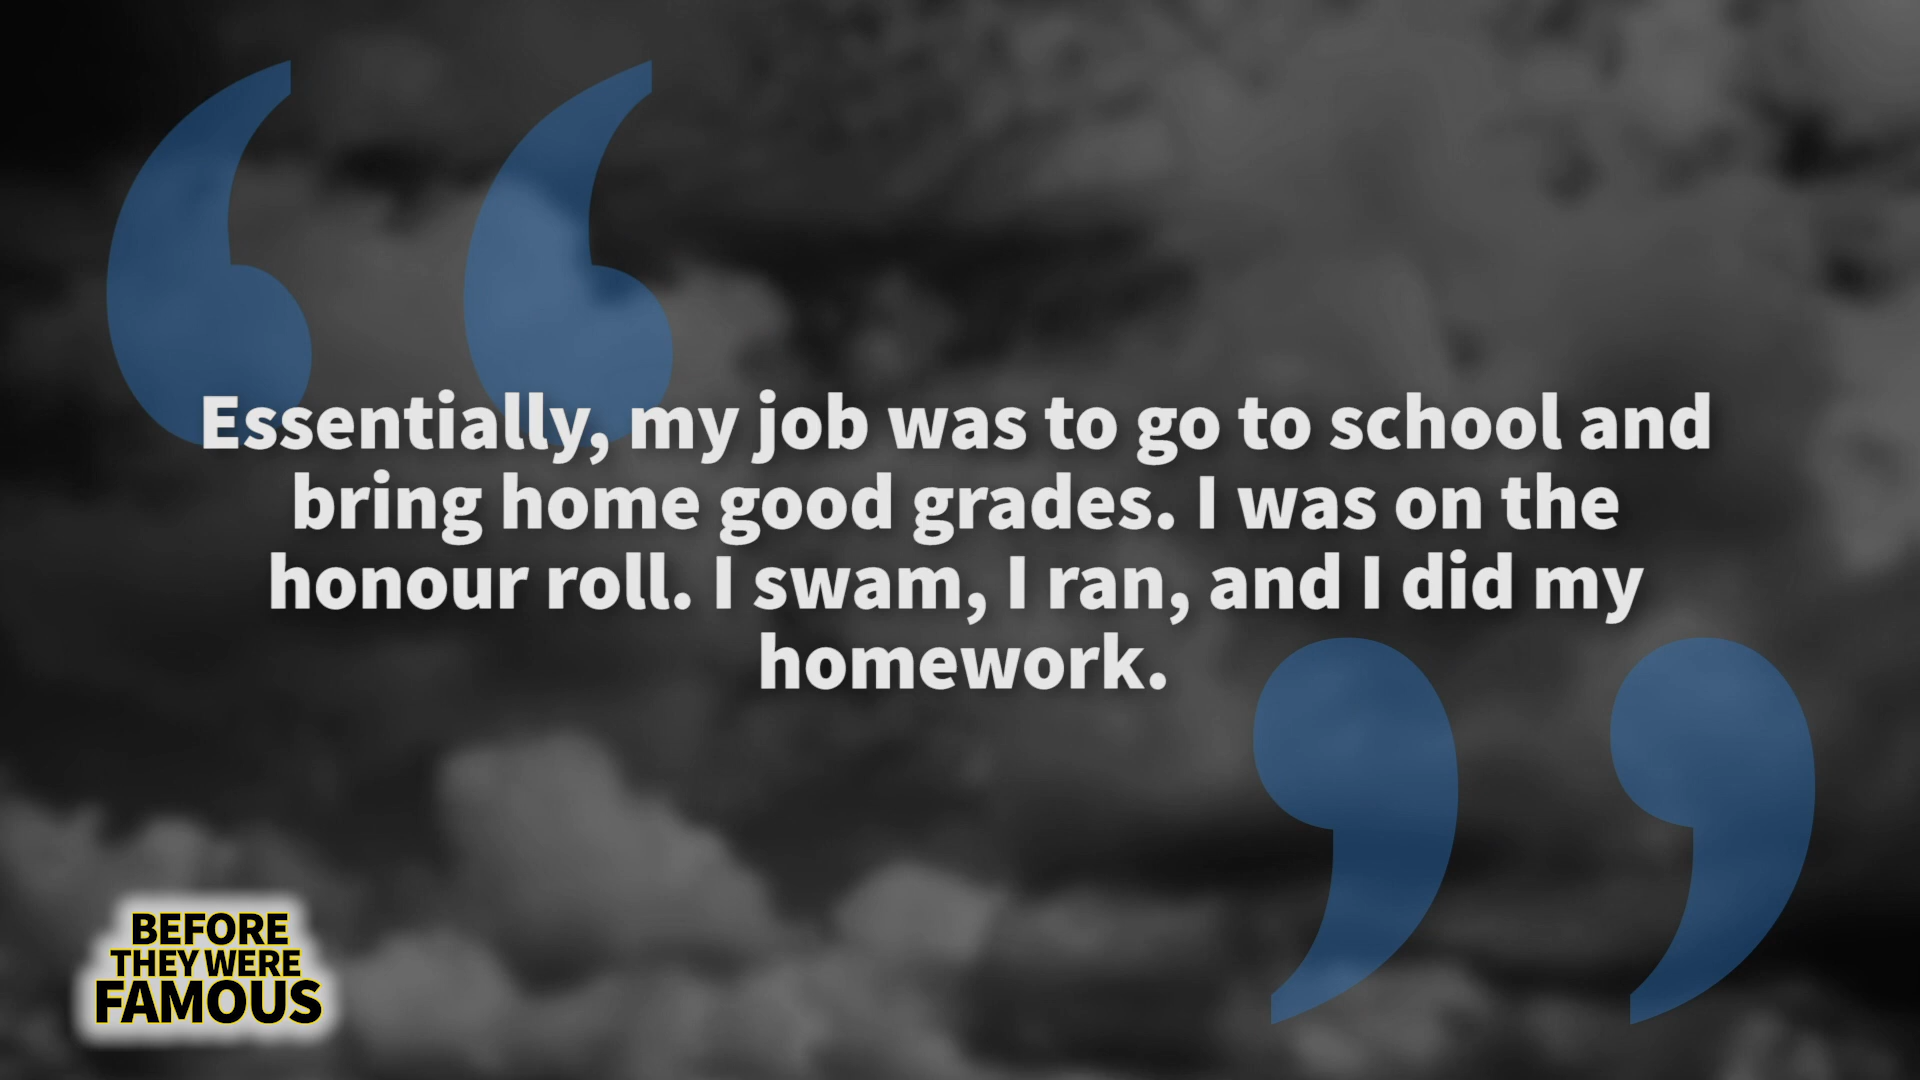 Essentially, my job was to go to school and
bring home good grades. I was on the
honour roll. I swam, I ran, and I did my
homework.
BEFORE
THEY WERE
FAMOUS